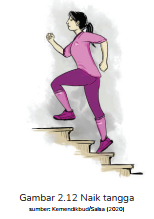 Gambar 2.12 Naik tangga
sumber: Kemendikbud/Salsa (2020)